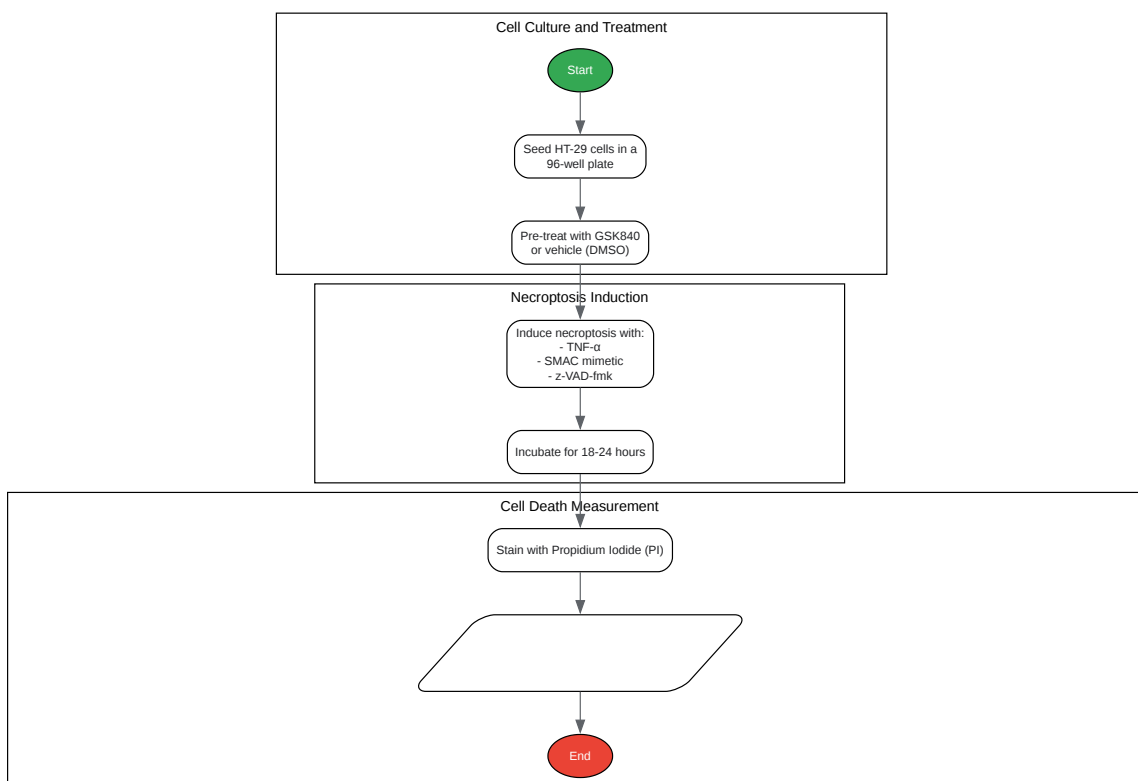 Cell Culture and Treatment
Start
Seed HT-29 cells in a
96-well plate
Pre-treat with GSK840
or vehicle (DMSO)
Necroptosis Induction
Induce necroptosis with:
- TNF-α
- SMAC mimetic
- z-VAD-fmk
Incubate for 18-24 hours
Cell Death Measurement
Stain with Propidium Iodide (PI)
End